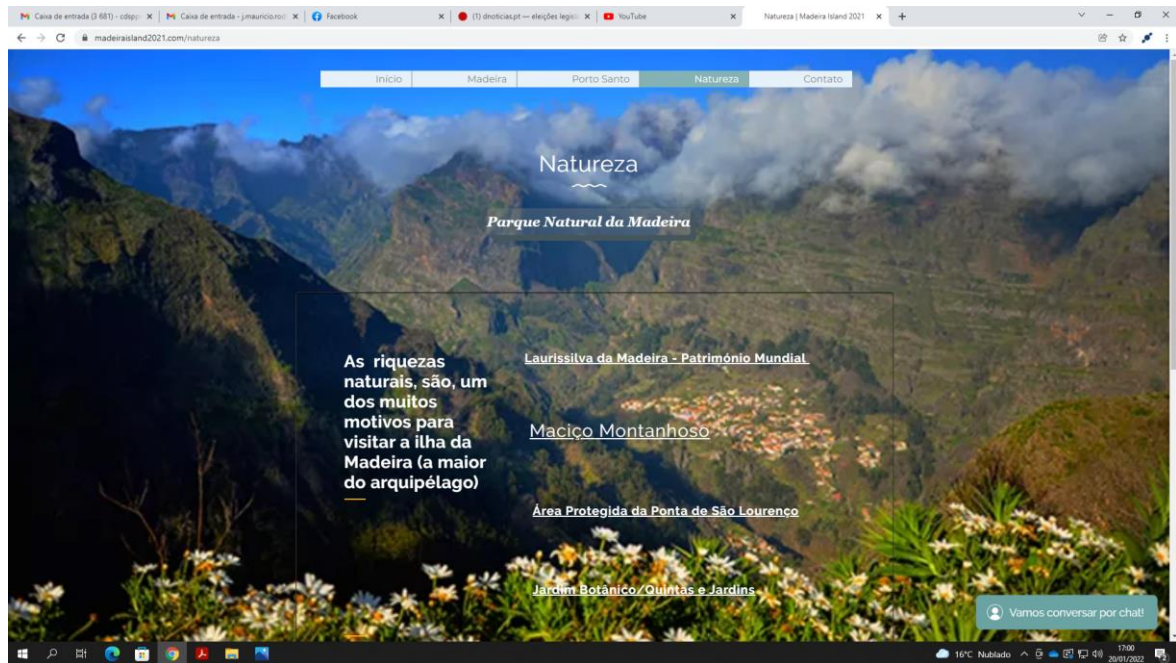 Caixa de entrada (3 681) - cdspp
Caixa de entrada - j.mauricio.rod
Facebook
(1) dnoticias.pt — eleições legisl
YouTube
Natureza | Madeira Island 2021
madeiraisland2021.com/natureza
Início
Madeira
Porto Santo
Natureza
Contato
Natureza
Parque Natural da Madeira
As riquezas
naturais, são, um
dos muitos
motivos para
visitar a ilha da
Madeira (a maior
do arquipélago)
Laurissilva da Madeira - Património Mundial
Maciço Montanhoso
Área Protegida da Ponta de São Lourenço
Jardim Botânico/Quintas e Jardins
Vamos conversar por chat!
16°C Nublado
17:00
20/01/2022